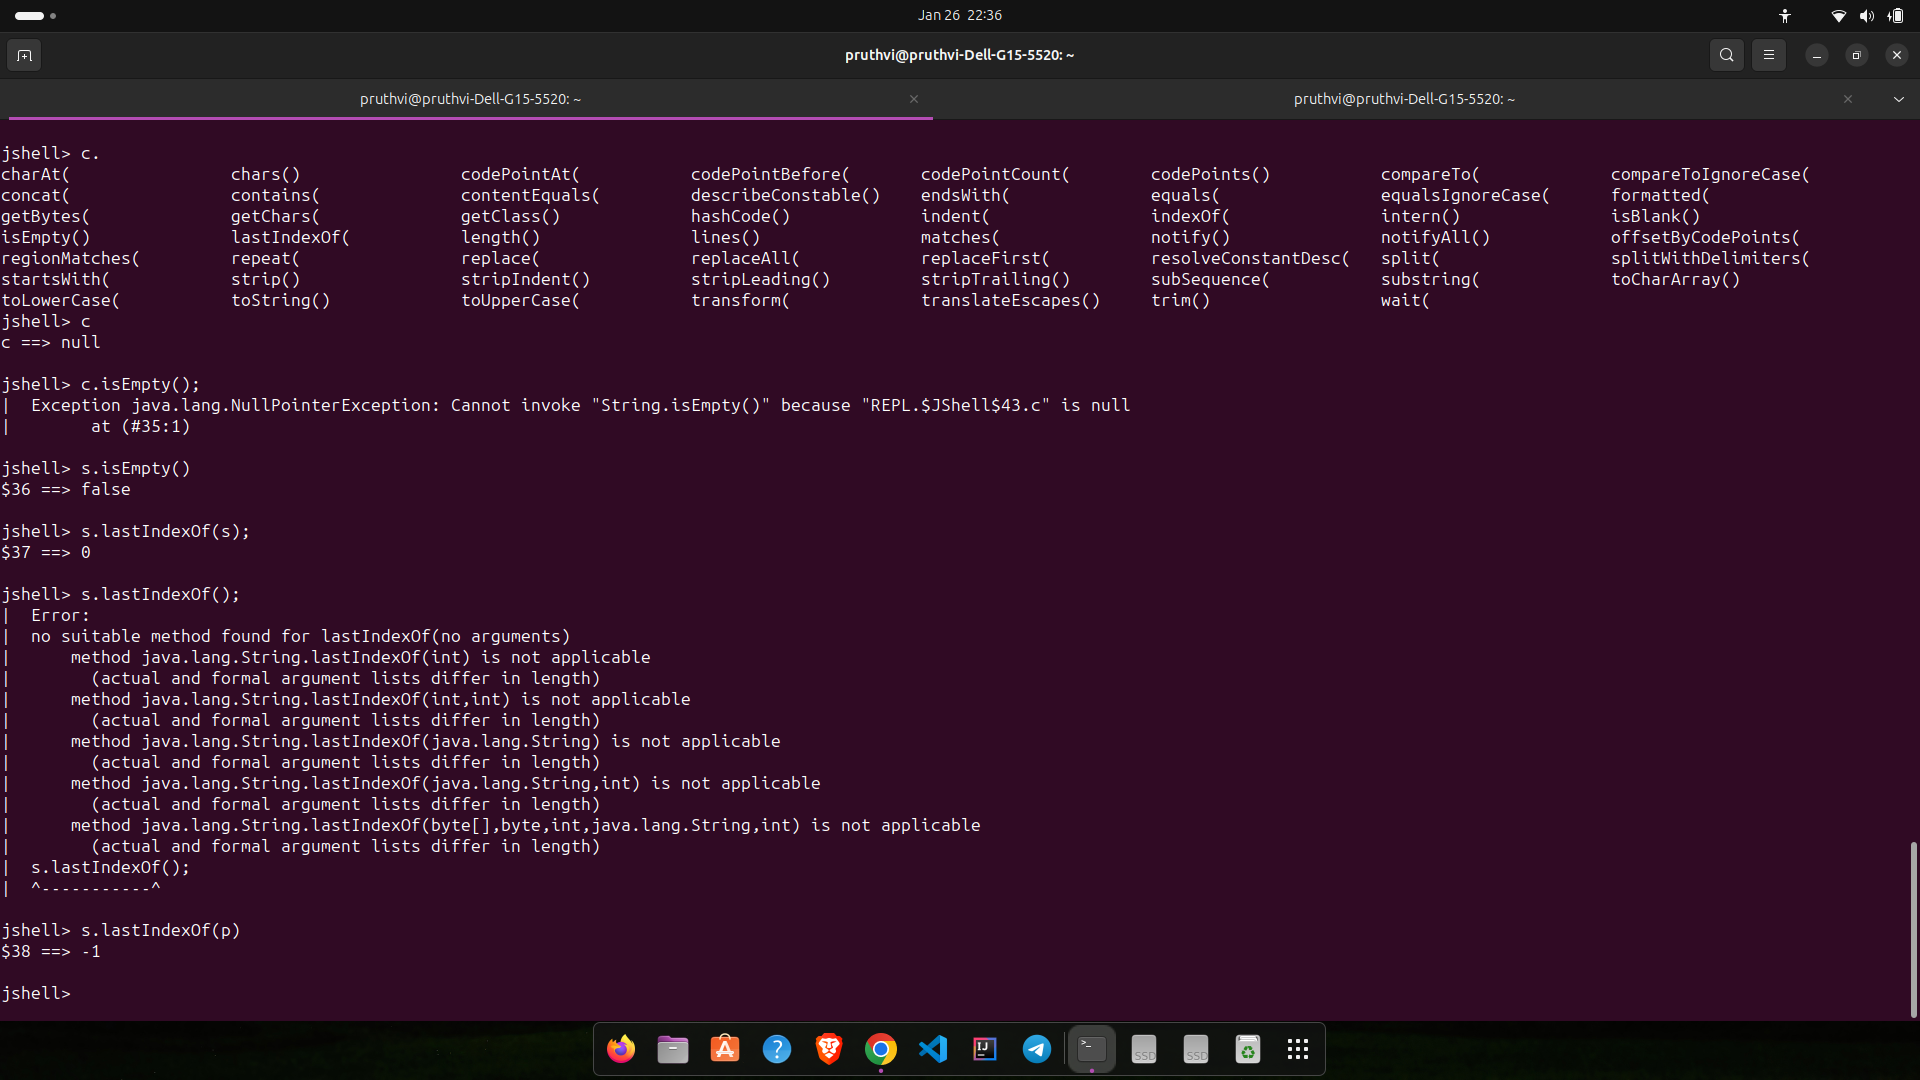 Jan 26 22:36
pruthvi@pruthvi-Dell-G15-5520: ~
pruthvi@pruthvi-Dell-G15-5520: ~ pruthvi@pruthvi-Dell-G15-5520: ~
jshell> c.
charAt( chars() codePointAt( codePointBefore( codePointCount( codePoints() compareTo( compareToIgnoreCase(
concat( contains( contentEquals( describeConstable() endsWith( equals( equalsIgnoreCase( formatted(
getBytes( getChars( getClass() hashCode() indent( indexOf( intern() isBlank()
isEmpty() lastIndexOf( length() lines() matches( notify() notifyAll() offsetByCodePoints(
regionMatches( repeat( replace( replaceAll( replaceFirst( resolveConstantDesc( split( splitWithDelimiters(
startsWith( strip() stripIndent() stripLeading() stripTrailing() subSequence( substring( toCharArray()
toLowerCase( toString() toUpperCase( transform( translateEscapes() trim() wait(
jshell> c
c ==> null
jshell> c.isEmpty();
| Exception java.lang.NullPointerException: Cannot invoke "String.isEmpty()" because "REPL.$JShell$43.c" is null
| at (#35:1)
jshell> s.isEmpty()
$36 ==> false
jshell> s.lastIndexOf(s);
$37 ==> 0
jshell> s.lastIndexOf();
| Error:
| no suitable method found for lastIndexOf(no arguments)
| method java.lang.String.lastIndexOf(int) is not applicable
| (actual and formal argument lists differ in length)
| method java.lang.String.lastIndexOf(int,int) is not applicable
| (actual and formal argument lists differ in length)
| method java.lang.String.lastIndexOf(java.lang.String) is not applicable
| (actual and formal argument lists differ in length)
| method java.lang.String.lastIndexOf(java.lang.String,int) is not applicable
| (actual and formal argument lists differ in length)
| method java.lang.String.lastIndexOf(byte[],byte,int,java.lang.String,int) is not applicable
| (actual and formal argument lists differ in length)
| s.lastIndexOf();
| ^-----------^
jshell> s.lastIndexOf(p)
$38 ==> -1
jshell>
IJ >_ SSD SSD